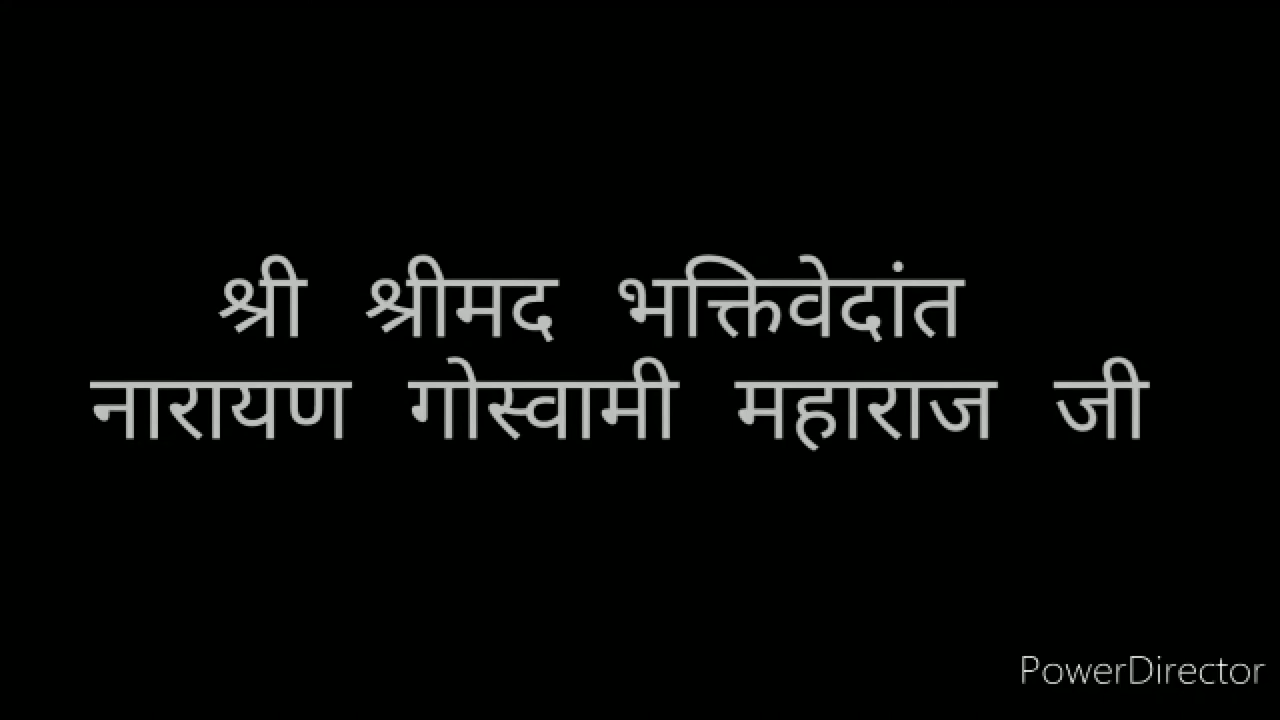 श्री श्रीमद भक्तिवेदांत
नारायण गोस्वामी महाराज जी
PowerDirector